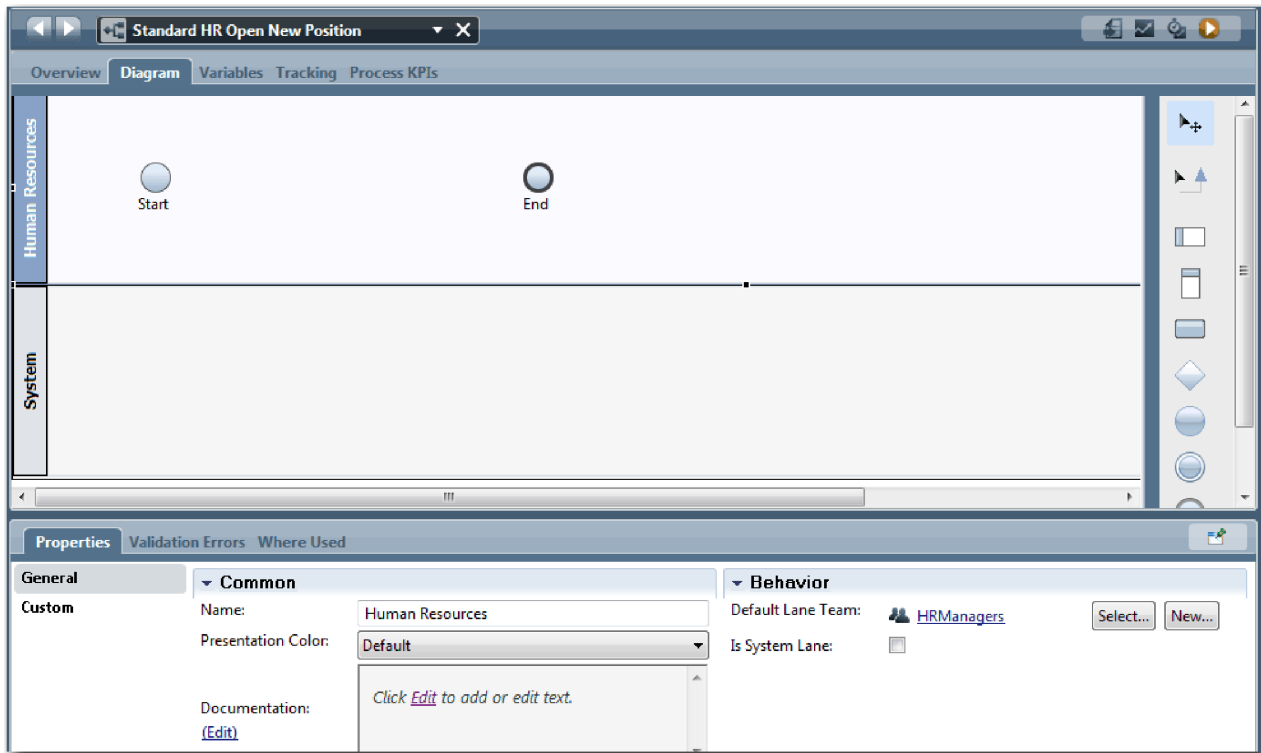 Standard HR Open New Position
Overview Diagram Variables Tracking Process KPIs
Human Resources
Start End
System
Properties Validation Errors Where Used
General
Custom
Common
Name: Human Resources
Presentation Color: Default
Documentation:
(Edit)
Click Edit to add or edit text.
Behavior
Default Lane Team: HRManagers Select... New...
Is System Lane: